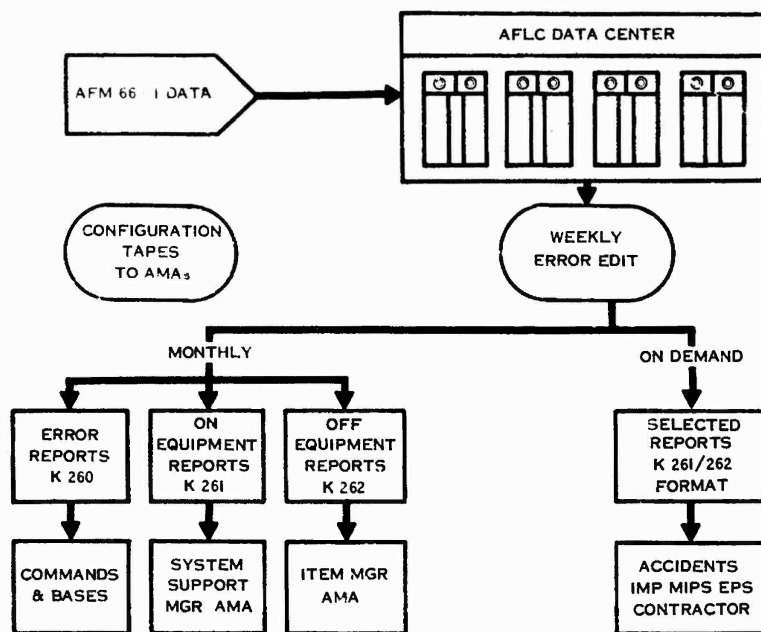 AFLC DATA CENTER
AFM 66-1 DATA
CONFIGURATION
TAPES
TO AMAs
WEEKLY
ERROR EDIT
MONTHLY
ON DEMAND
ERROR
REPORTS
K 260
ON
EQUIPMENT
REPORTS
K 261
OFF
EQUIPMENT
REPORTS
K 262
SELECTED
REPORTS
K 261/262
FORMAT
COMMANDS
& BASES
SYSTEM
SUPPORT
MGR AMA
ITEM MGR
AMA
ACCIDENTS
IMP MIPS EPS
CONTRACTOR